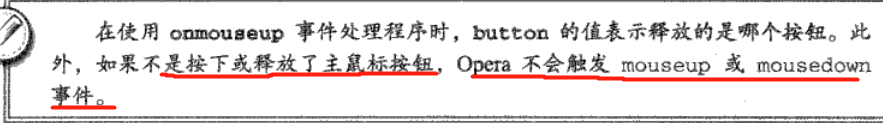 在使用 onmouseup 事件处理程序时，button 的值表示释放的是哪个按钮。此
外，如果不是按下或释放了主鼠标按钮，Opera 不会触发 mouseup 或 mousedown
事件。